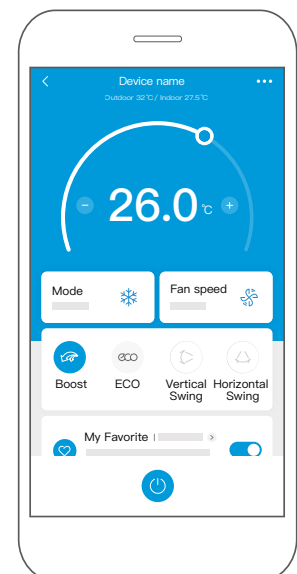 Device name
Outdoor 32℃ / Indoor 27.5℃
26.0 ℃
Mode
Fan speed
Boost
ECO
Vertical Swing
Horizontal Swing
My Favorite